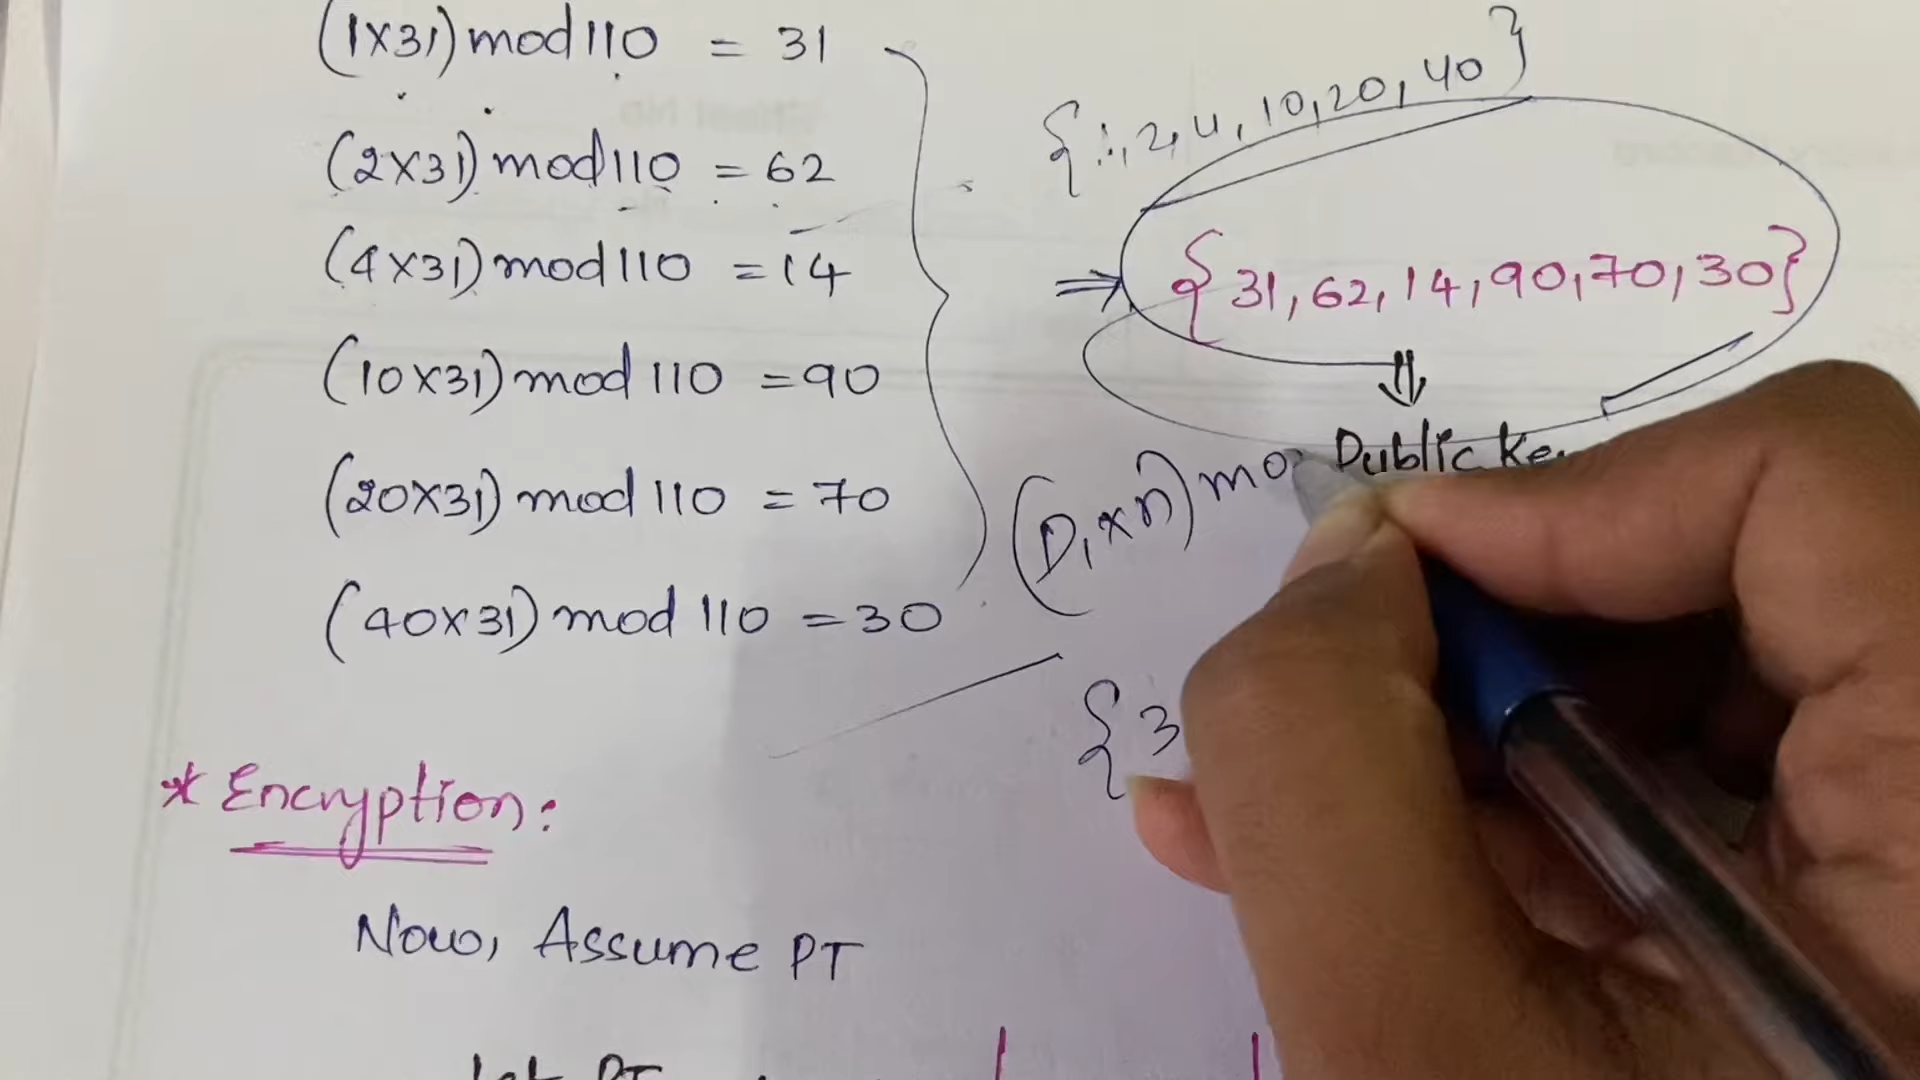 (1x31) mod 110 = 31
(2x31) mod 110 = 62
(4x31) mod 110 = 14
(10x31) mod 110 = 90
(20x31) mod 110 = 70
(40x31) mod 110 = 30
{1, 2, 4, 10, 20, 40}
⇒ {31, 62, 14, 90, 70, 30}
⇓
Public Ke
(D, x n) mo
{3
* Encryption:
Now, Assume PT
let PT